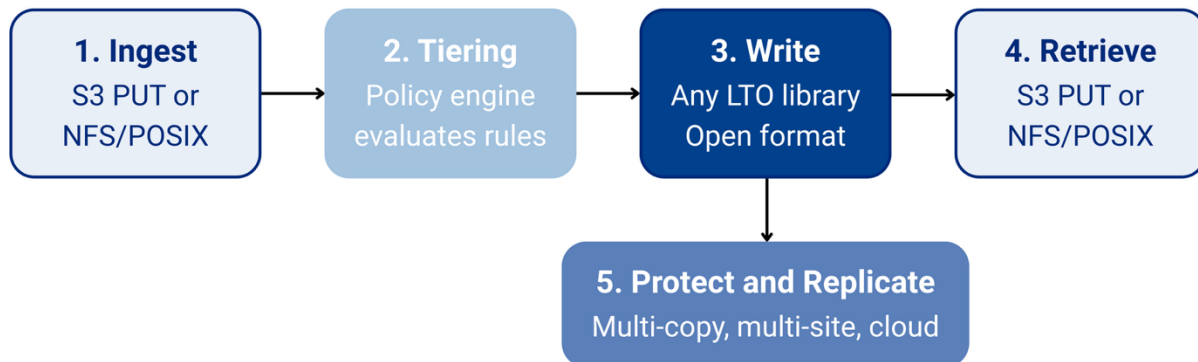 1. Ingest
S3 PUT or
NFS/POSIX
2. Tiering
Policy engine
evaluates rules
3. Write
Any LTO library
Open format
4. Retrieve
S3 PUT or
NFS/POSIX
5. Protect and Replicate
Multi-copy, multi-site, cloud